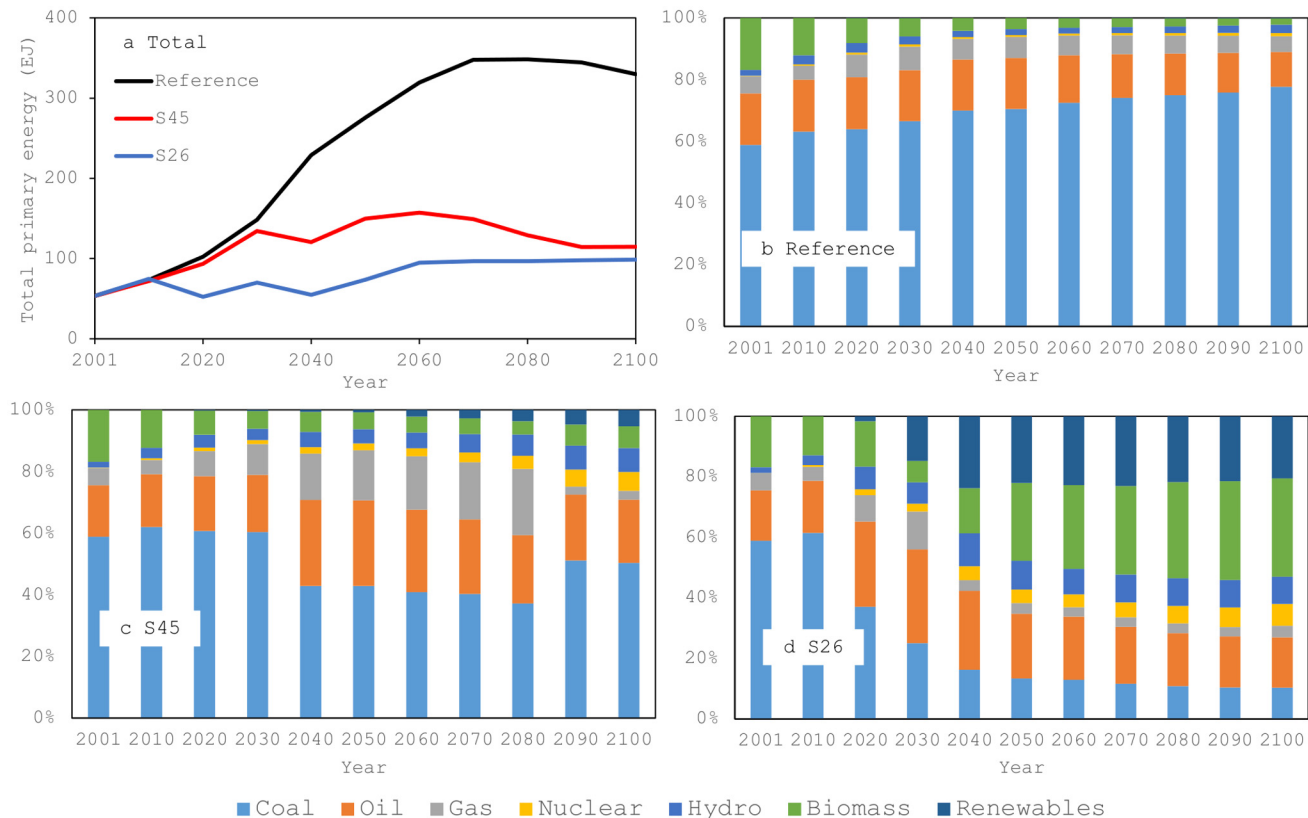 a Total
Reference
S45
S26
Total primary energy (EJ)
400
300
200
100
0
2001 2020 2040 2060 2080 2100
Year
100%
80%
60%
40%
20%
0%
b Reference
2001 2010 2020 2030 2040 2050 2060 2070 2080 2090 2100
Year
100%
80%
60%
40%
20%
0%
c S45
2001 2010 2020 2030 2040 2050 2060 2070 2080 2090 2100
Year
100%
80%
60%
40%
20%
0%
d S26
2001 2010 2020 2030 2040 2050 2060 2070 2080 2090 2100
Year
Coal Oil Gas Nuclear Hydro Biomass Renewables